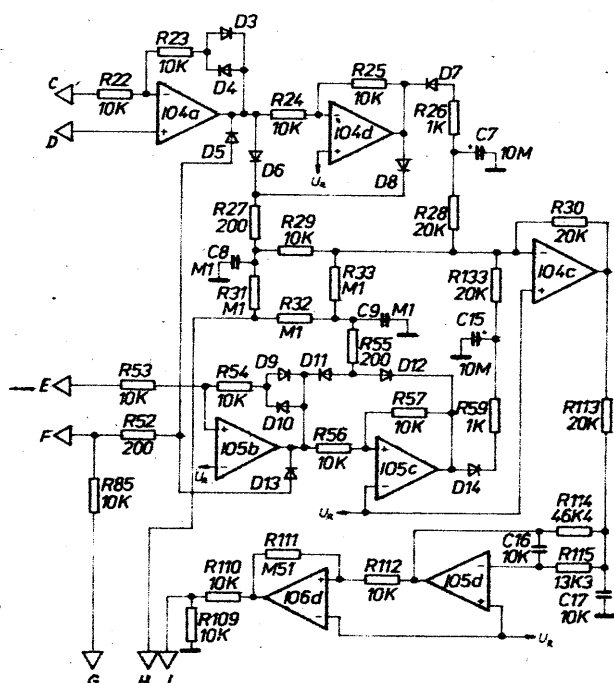 D3
R23
10K
D4
C
R22
10K
104a
D
D5
R24
10K
D6
R25
10K
104d
U_R
D7
D8
R26
1K
C7
10M
R27
200
R29
10K
R28
20K
R30
20K
104c
C8
M1
R31
M1
R33
M1
R32
M1
C9
M1
R133
20K
C15
10M
R55
200
D9
D11
D12
E
R53
10K
R54
10K
D10
F
R52
200
105b
U_R
D13
R56
10K
R57
10K
105c
U_R
R59
1K
D14
R113
20K
R85
10K
R114
46K4
C16
10K
R115
13K3
C17
10K
R111
M51
R110
10K
106d
R112
10K
105d
R109
10K
U_R
G
H
I